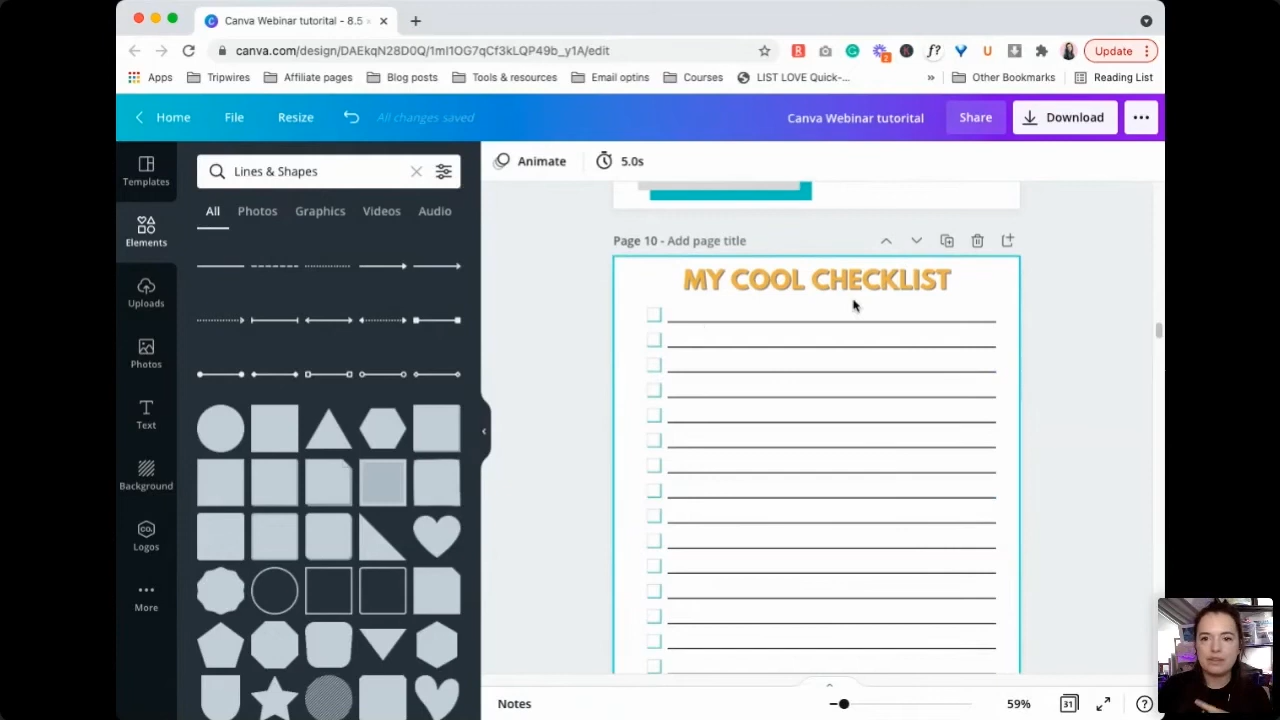 Canva Webinar tutorital - 8.5 ×
canva.com/design/DAEkqN28D0Q/1mI1OG7qCf3kLQP49b_y1A/edit
Update
Apps Tripwires Affiliate pages Blog posts Tools & resources Email optins Courses LIST LOVE Quick-... » Other Bookmarks Reading List
Home File Resize All changes saved Canva Webinar tutorital Share Download
Templates
Elements
Uploads
Photos
Text
Background
Logos
More
Lines & Shapes
All Photos Graphics Videos Audio
Animate 5.0s
Page 10 - Add page title
MY COOL CHECKLIST
Notes 59% 31 ?